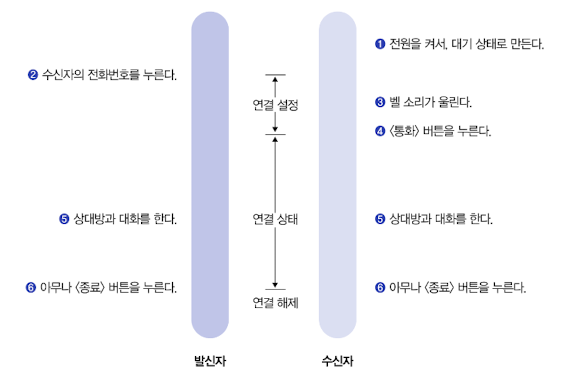 ❶ 전원을 켜서, 대기 상태로 만든다.
❷ 수신자의 전화번호를 누른다.
연결 설정
❸ 벨 소리가 울린다.
❹ 〈통화〉 버튼을 누른다.
❺ 상대방과 대화를 한다.
연결 상태
❺ 상대방과 대화를 한다.
❻ 아무나 〈종료〉 버튼을 누른다.
❻ 아무나 〈종료〉 버튼을 누른다.
연결 해제
발신자
수신자